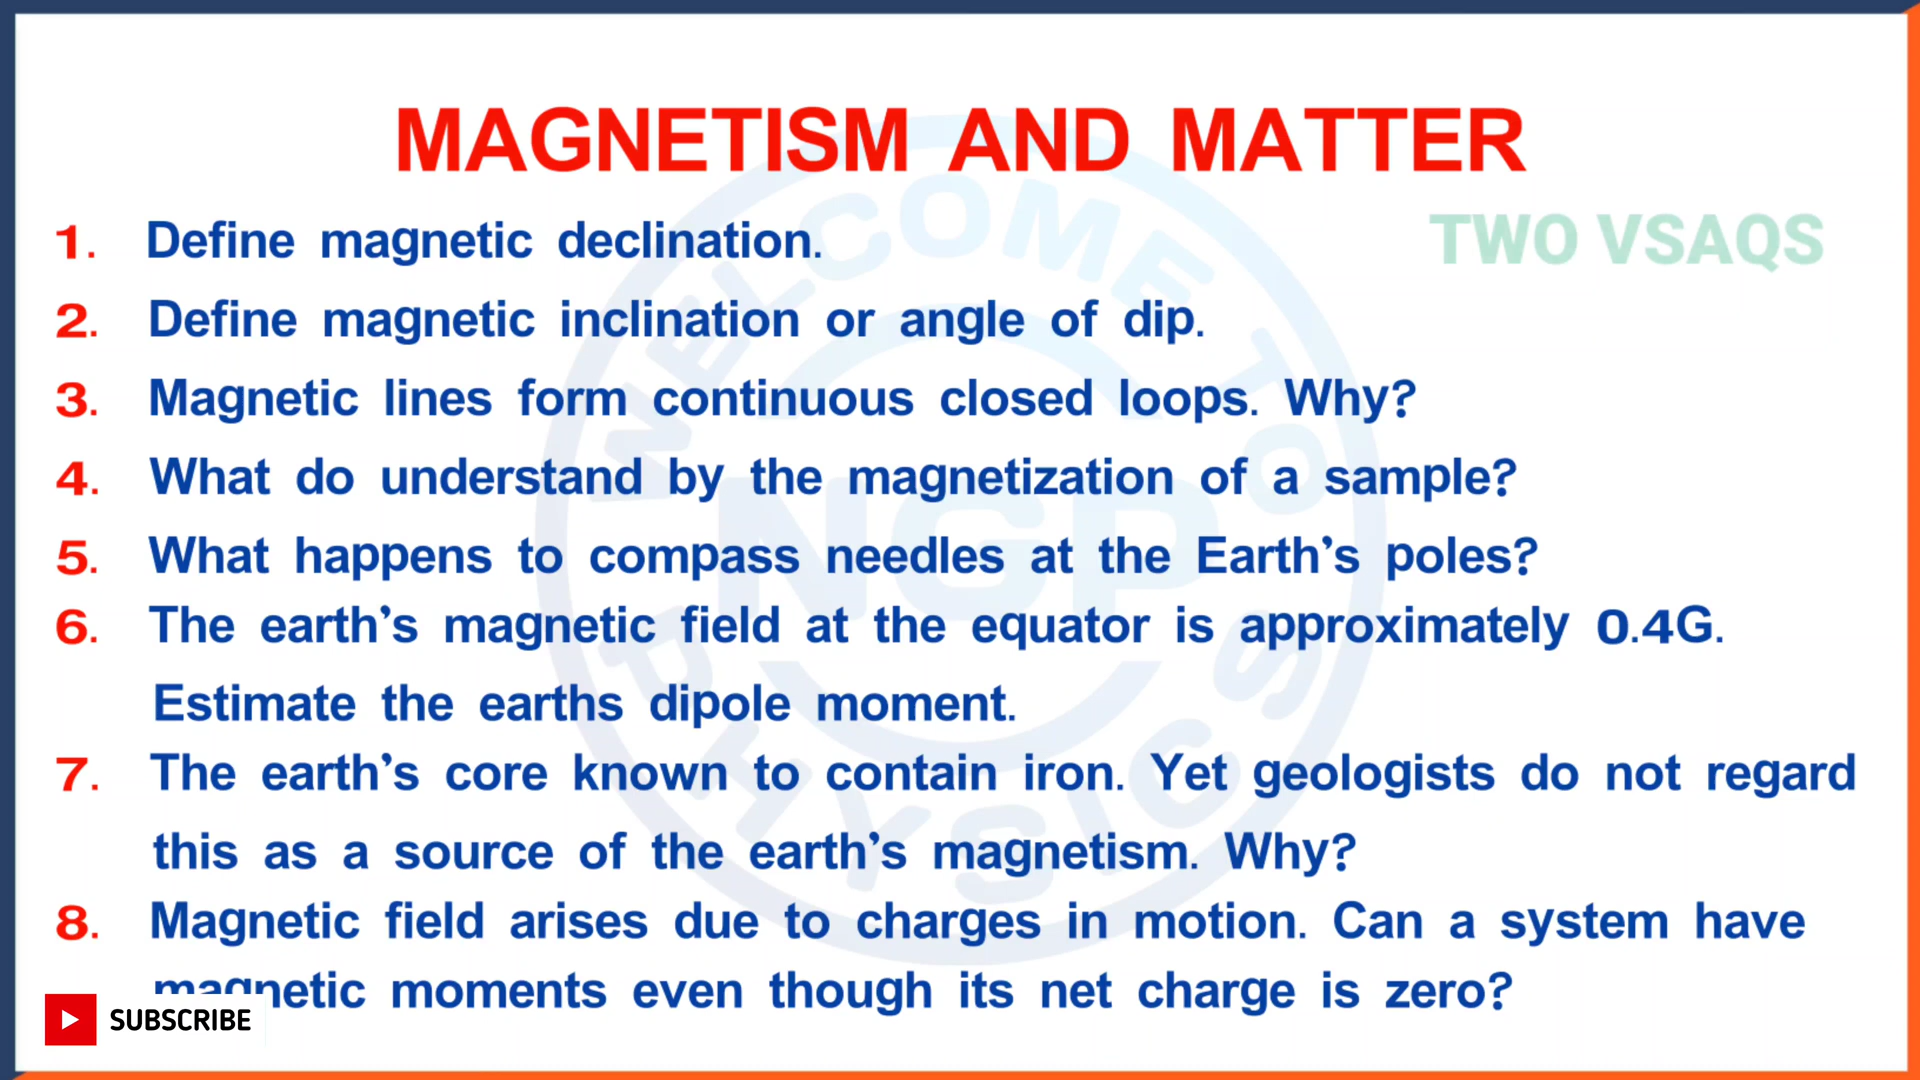 MAGNETISM AND MATTER
TWO VSAQS
1. Define magnetic declination.
2. Define magnetic inclination or angle of dip.
3. Magnetic lines form continuous closed loops. Why?
4. What do understand by the magnetization of a sample?
5. What happens to compass needles at the Earth's poles?
6. The earth's magnetic field at the equator is approximately 0.4G.
Estimate the earths dipole moment.
7. The earth's core known to contain iron. Yet geologists do not regard
this as a source of the earth's magnetism. Why?
8. Magnetic field arises due to charges in motion. Can a system have
magnetic moments even though its net charge is zero?
SUBSCRIBE
WELCOME TO
NGP
PHYSICS